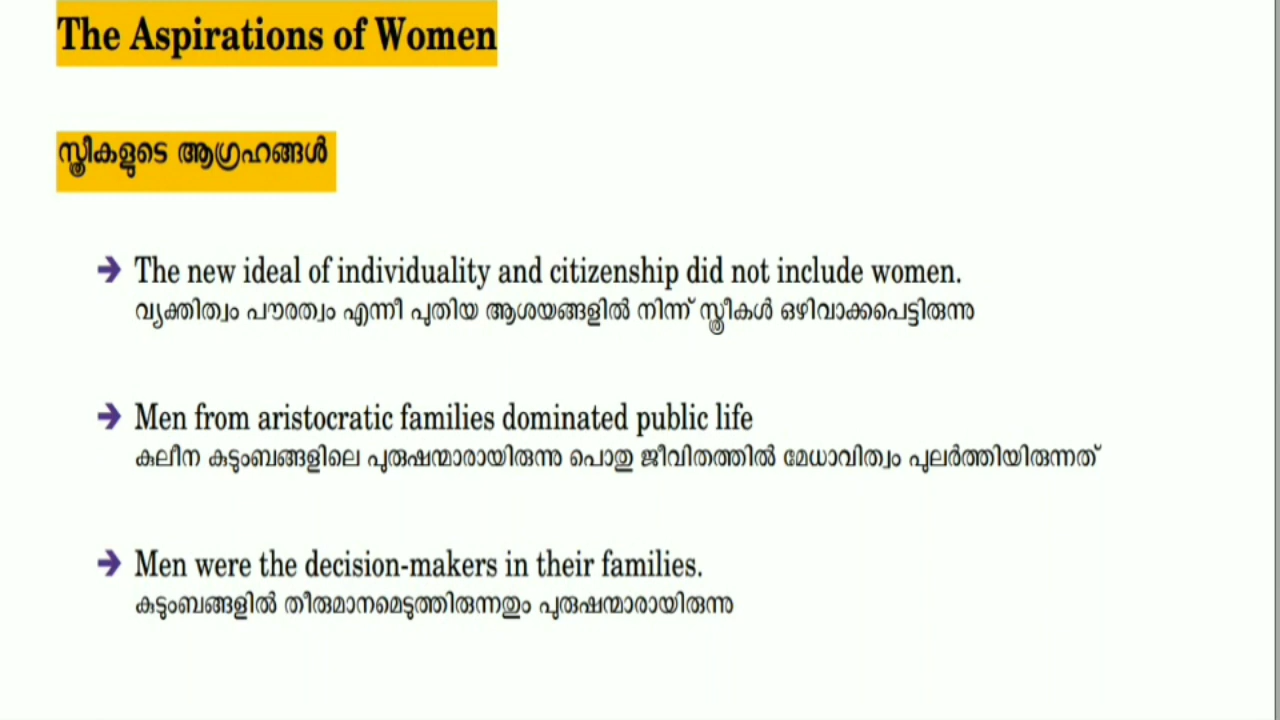 The Aspirations of Women
സ്ത്രീകളുടെ ആഗ്രഹങ്ങൾ
The new ideal of individuality and citizenship did not include women.
വ്യക്തിത്വം പൗരത്വം എന്നീ പുതിയ ആശയങ്ങളിൽ നിന്ന് സ്ത്രീകൾ ഒഴിവാക്കപെട്ടിരുന്നു
Men from aristocratic families dominated public life
കുലീന കുടുംബങ്ങളിലെ പുരുഷന്മാരായിരുന്നു പൊതു ജീവിതത്തിൽ മേധാവിത്വം പുലർത്തിയിരുന്നത്
Men were the decision-makers in their families.
കുടുംബങ്ങളിൽ തീരുമാനമെടുത്തിരുന്നതും പുരുഷന്മാരായിരുന്നു